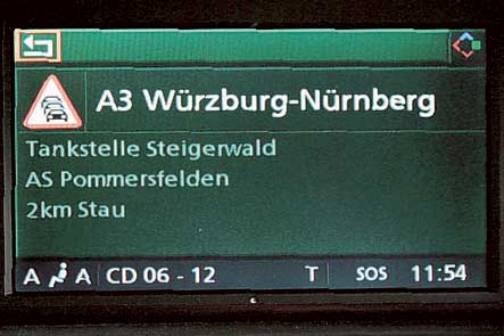 A3 Würzburg-Nürnberg
Tankstelle Steigerwald
AS Pommersfelden
2km Stau
A A CD 06 - 12 T SOS 11:54